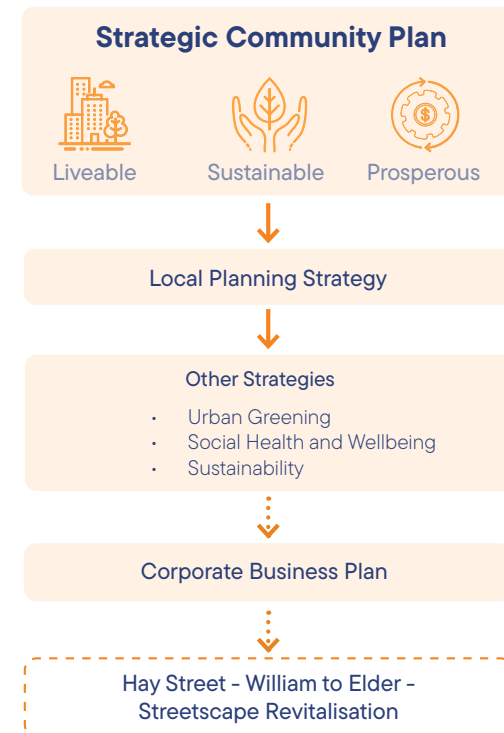 Strategic Community Plan
$
Liveable
Sustainable
Prosperous
Local Planning Strategy
Other Strategies
• Urban Greening
• Social Health and Wellbeing
• Sustainability
Corporate Business Plan
Hay Street - William to Elder -
Streetscape Revitalisation